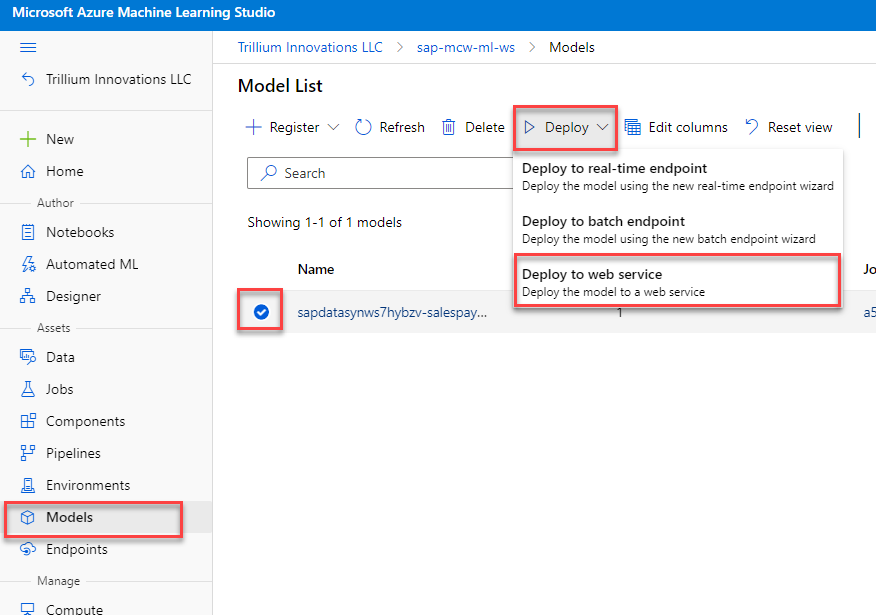 Microsoft Azure Machine Learning Studio
Trillium Innovations LLC
New
Home
Author
Notebooks
Automated ML
Designer
Assets
Data
Jobs
Components
Pipelines
Environments
Models
Endpoints
Manage
Compute
Trillium Innovations LLC > sap-mcw-ml-ws > Models
Model List
Register Refresh Delete Deploy Edit columns Reset view
Search
Deploy to real-time endpoint
Deploy the model using the new real-time endpoint wizard
Deploy to batch endpoint
Deploy the model using the new batch endpoint wizard
Deploy to web service
Deploy the model to a web service
Showing 1-1 of 1 models
Name Jo
sapdatasynws7hybzv-salespay... 1 a5